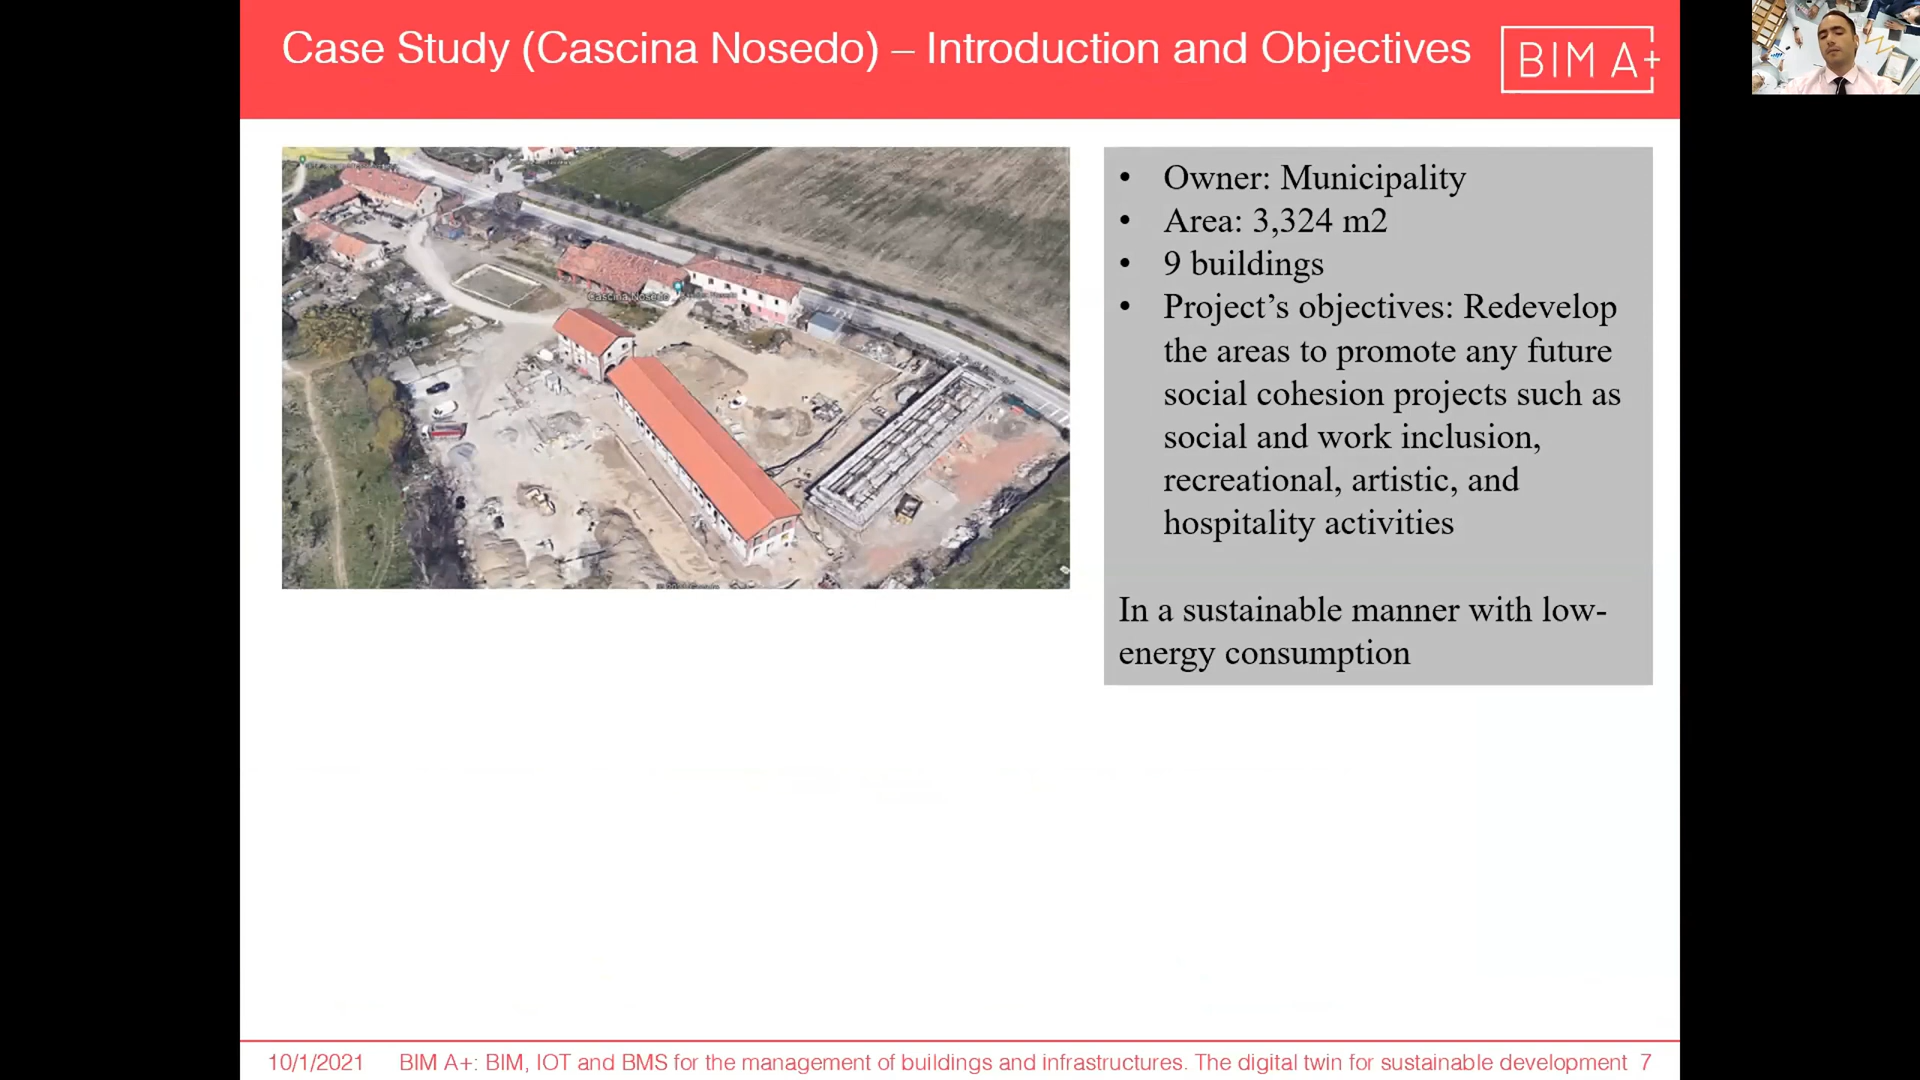 Case Study (Cascina Nosedo) – Introduction and Objectives
BIM A+
Cascina Nosedo
• Owner: Municipality
• Area: 3,324 m2
• 9 buildings
• Project’s objectives: Redevelop
the areas to promote any future
social cohesion projects such as
social and work inclusion,
recreational, artistic, and
hospitality activities
In a sustainable manner with low-
energy consumption
10/1/2021 BIM A+: BIM, IOT and BMS for the management of buildings and infrastructures. The digital twin for sustainable development 7